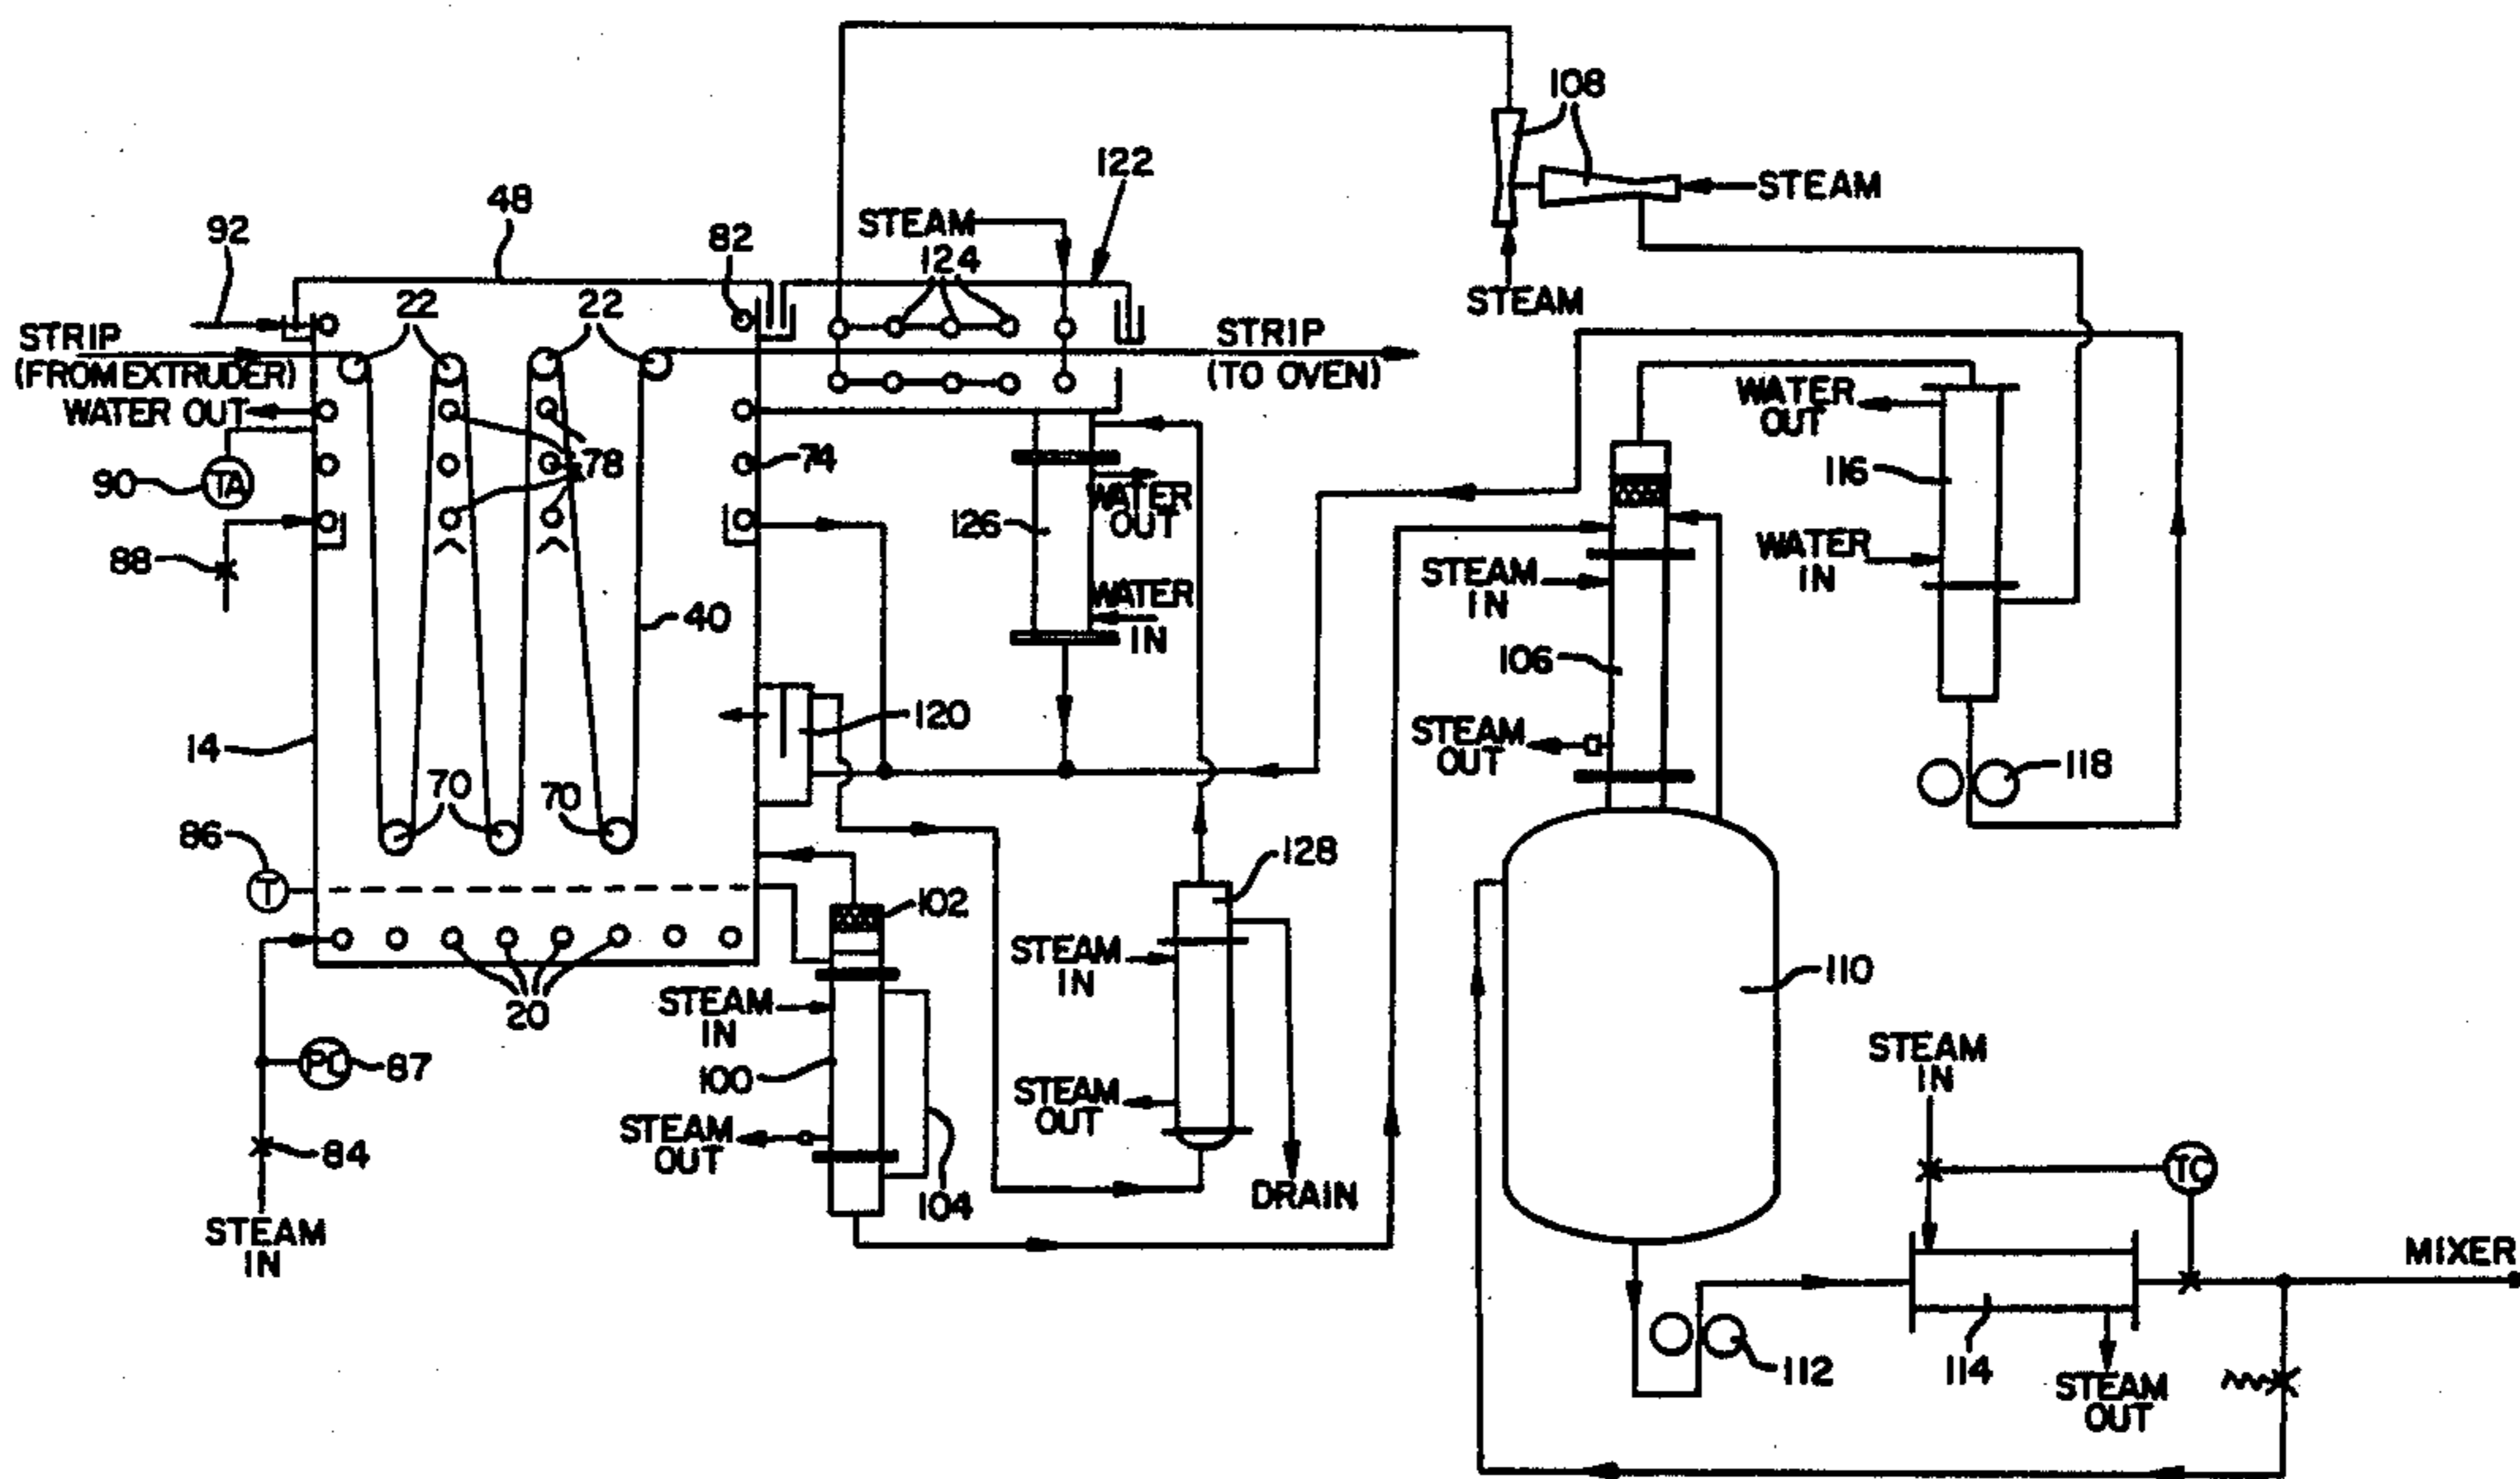 108
122
STEAM
STEAM
48
92
82
STEAM
124
22
22
STEAM
STRIP
(FROM EXTRUDER)
STRIP
(TO OVEN)
WATER OUT
WATER
OUT
90
TA
78
74
116
WATER
OUT
126
88
WATER
IN
STEAM
IN
WATER
IN
40
106
120
STEAM
OUT
14
118
70
70
86
T
128
102
STEAM
IN
110
STEAM
IN
20
STEAM
IN
PC
87
100
STEAM
OUT
STEAM
OUT
84
104
DRAIN
TC
STEAM
IN
MIXER
112
114
STEAM
OUT